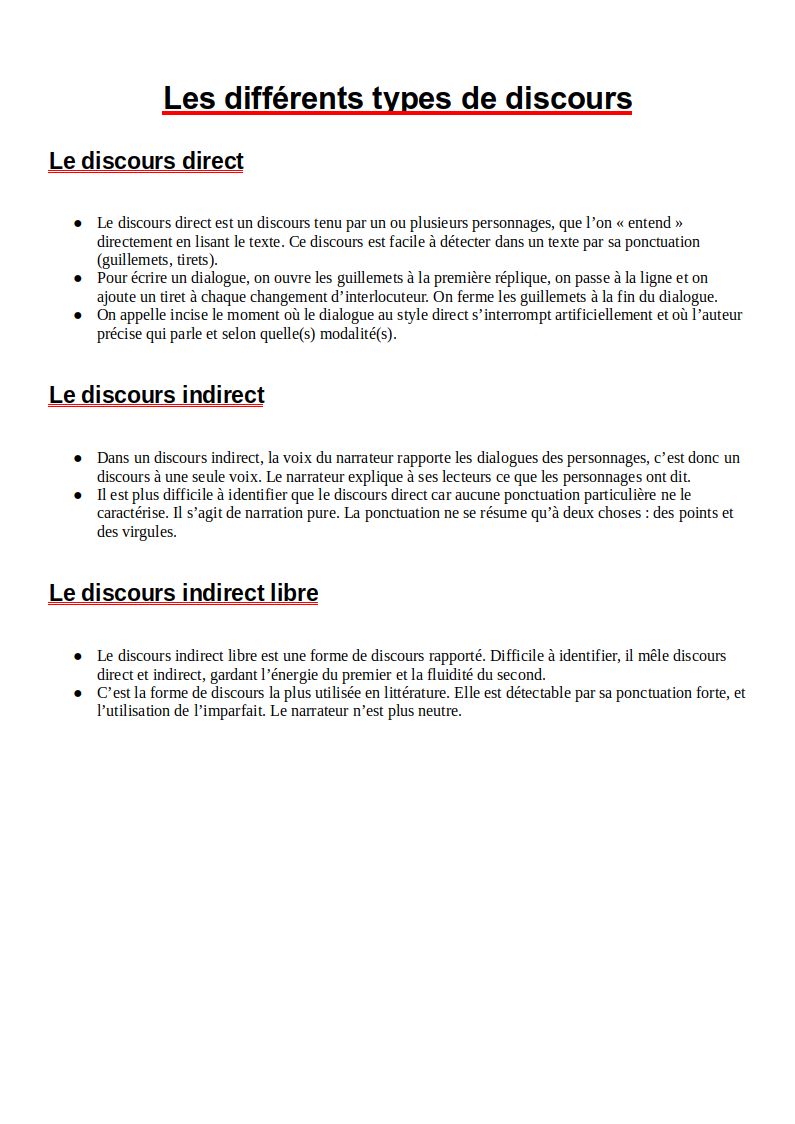 Les différents types de discours
Le discours direct
● Le discours direct est un discours tenu par un ou plusieurs personnages, que l’on « entend »
directement en lisant le texte. Ce discours est facile à détecter dans un texte par sa ponctuation
(guillemets, tirets).
● Pour écrire un dialogue, on ouvre les guillemets à la première réplique, on passe à la ligne et on
ajoute un tiret à chaque changement d’interlocuteur. On ferme les guillemets à la fin du dialogue.
● On appelle incise le moment où le dialogue au style direct s’interrompt artificiellement et où l’auteur
précise qui parle et selon quelle(s) modalité(s).
Le discours indirect
● Dans un discours indirect, la voix du narrateur rapporte les dialogues des personnages, c’est donc un
discours à une seule voix. Le narrateur explique à ses lecteurs ce que les personnages ont dit.
● Il est plus difficile à identifier que le discours direct car aucune ponctuation particulière ne le
caractérise. Il s’agit de narration pure. La ponctuation ne se résume qu’à deux choses : des points et
des virgules.
Le discours indirect libre
● Le discours indirect libre est une forme de discours rapporté. Difficile à identifier, il mêle discours
direct et indirect, gardant l’énergie du premier et la fluidité du second.
● C’est la forme de discours la plus utilisée en littérature. Elle est détectable par sa ponctuation forte, et
l’utilisation de l’imparfait. Le narrateur n’est plus neutre.